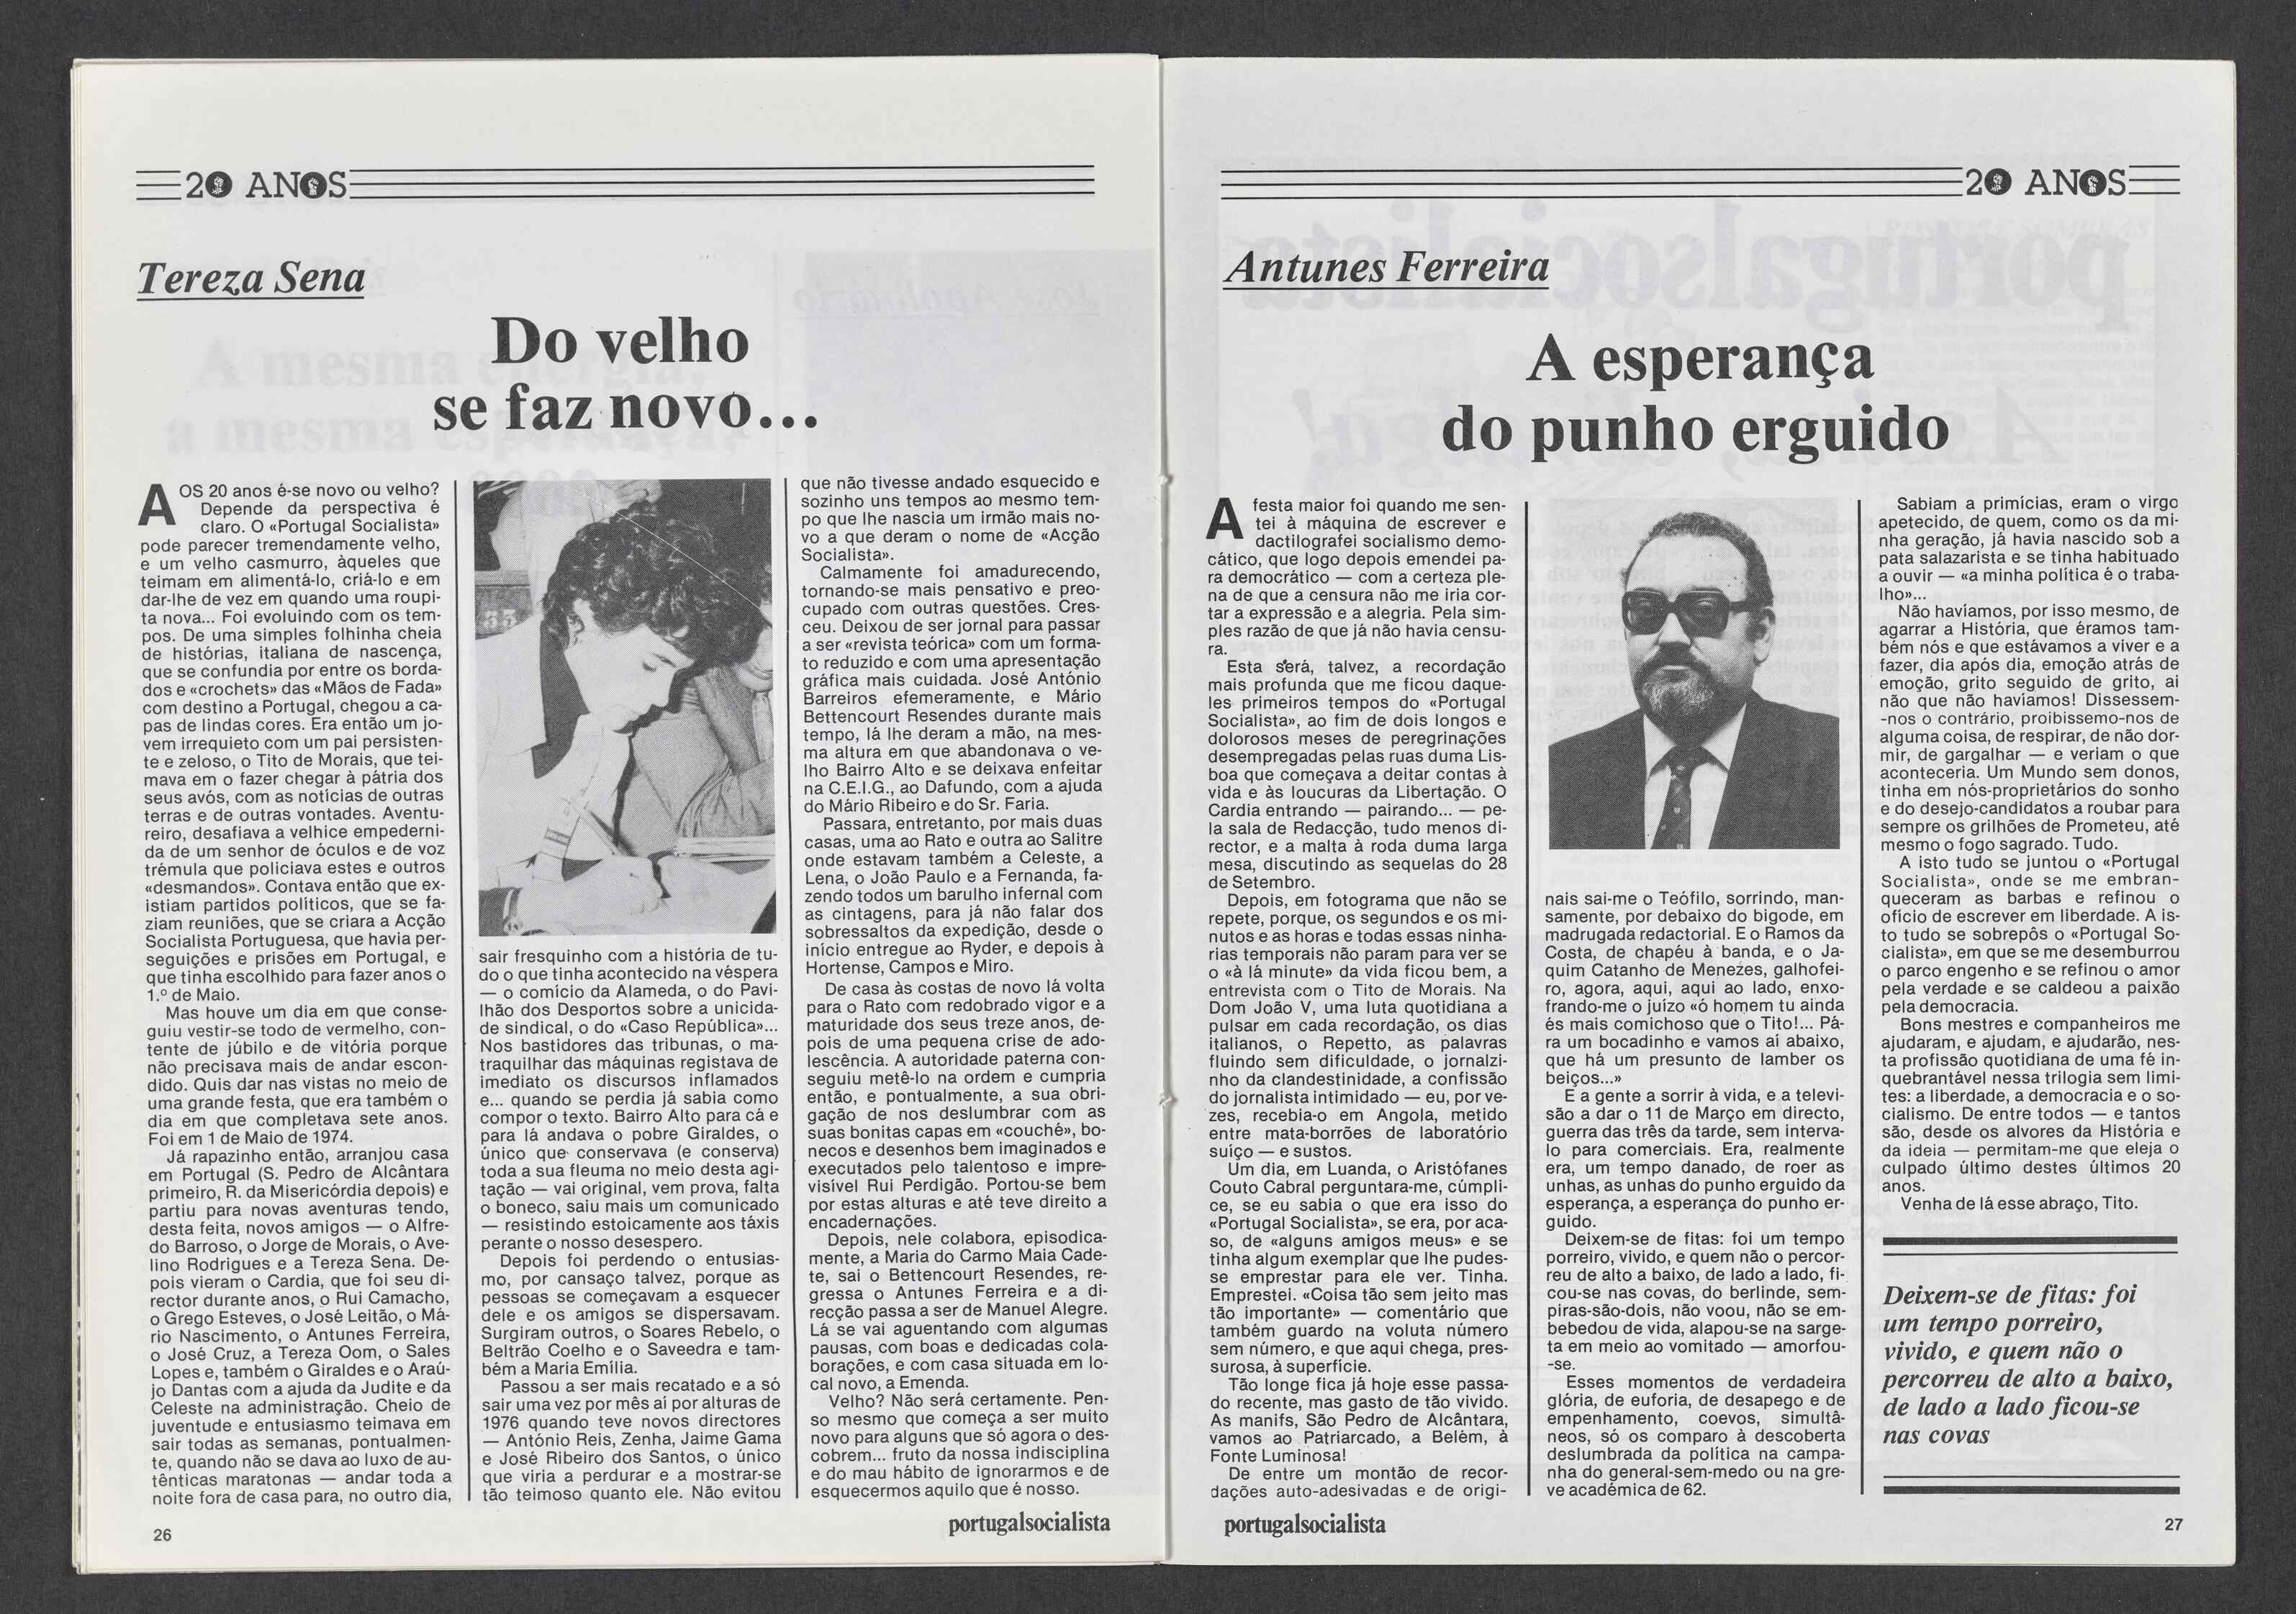 20 ANOS
Tereza Sena
Do velho
se faz novo...
AOS 20 anos é-se novo ou velho?
Depende da perspectiva é
claro. O «Portugal Socialista»
pode parecer tremendamente velho,
e um velho casmurro, àqueles que
teimam em alimentá-lo, criá-lo e em
dar-lhe de vez em quando uma roupi-
ta nova... Foi evoluindo com os tem-
pos. De uma simples folhinha cheia
de histórias, italiana de nascença,
que se confundia por entre os borda-
dos e «crochets» das «Mãos de Fada»
com destino a Portugal, chegou a ca-
pas de lindas cores. Era então um jo-
vem irrequieto com um pai persisten-
te e zeloso, o Tito de Morais, que tei-
mava em o fazer chegar à pátria dos
seus avós, com as notícias de outras
terras e de outras vontades. Aventu-
reiro, desafiava a velhice empederni-
da de um senhor de óculos e de voz
trémula que policiava estes e outros
«desmandos». Contava então que ex-
istiam partidos políticos, que se fa-
ziam reuniões, que se criara a Acção
Socialista Portuguesa, que havia per-
seguições e prisões em Portugal, e
que tinha escolhido para fazer anos o
1.º de Maio.
Mas houve um dia em que conse-
guiu vestir-se todo de vermelho, con-
tente de júbilo e de vitória porque
não precisava mais de andar escon-
dido. Quis dar nas vistas no meio de
uma grande festa, que era também o
dia em que completava sete anos.
Foi em 1 de Maio de 1974.
Já rapazinho então, arranjou casa
em Portugal (S. Pedro de Alcântara
primeiro, R. da Misericórdia depois) e
partiu para novas aventuras tendo,
desta feita, novos amigos — o Alfre-
do Barroso, o Jorge de Morais, o Ave-
lino Rodrigues e a Tereza Sena. De-
pois vieram o Cardia, que foi seu di-
rector durante anos, o Rui Camacho,
o Grego Esteves, o José Leitão, o Má-
rio Nascimento, o Antunes Ferreira,
o José Cruz, a Tereza Oom, o Sales
Lopes e, também o Giraldes e o Araú-
jo Dantas com a ajuda da Judite e da
Celeste na administração. Cheio de
juventude e entusiasmo teimava em
sair todas as semanas, pontualmen-
te, quando não se dava ao luxo de au-
tênticas maratonas — andar toda a
noite fora de casa para, no outro dia,
sair fresquinho com a história de tu-
do o que tinha acontecido na véspera
— o comício da Alameda, o do Pavi-
lhão dos Desportos sobre a unicida-
de sindical, o do «Caso República»...
Nos bastidores das tribunas, o ma-
traquilhar das máquinas registava de
imediato os discursos inflamados
e... quando se perdia já sabia como
compor o texto. Bairro Alto para cá e
para lá andava o pobre Giraldes, o
único que conservava (e conserva)
toda a sua fleuma no meio desta agi-
tação — vai original, vem prova, falta
o boneco, saiu mais um comunicado
— resistindo estoicamente aos táxis
perante o nosso desespero.
Depois foi perdendo o entusias-
mo, por cansaço talvez, porque as
pessoas se começavam a esquecer
dele e os amigos se dispersavam.
Surgiram outros, o Soares Rebelo, o
Beltrão Coelho e o Saveedra e tam-
bém a Maria Emília.
Passou a ser mais recatado e a só
sair uma vez por mês aí por alturas de
1976 quando teve novos directores
— António Reis, Zenha, Jaime Gama
e José Ribeiro dos Santos, o único
que viria a perdurar e a mostrar-se
tão teimoso quanto ele. Não evitou
que não tivesse andado esquecido e
sozinho uns tempos ao mesmo tem-
po que lhe nascia um irmão mais no-
vo a que deram o nome de «Acção
Socialista».
Calmamente foi amadurecendo,
tornando-se mais pensativo e preo-
cupado com outras questões. Cres-
ceu. Deixou de ser jornal para passar
a ser «revista teórica» com um forma-
to reduzido e com uma apresentação
gráfica mais cuidada. José António
Barreiros efemeramente, e Mário
Bettencourt Resendes durante mais
tempo, lá lhe deram a mão, na mes-
ma altura em que abandonava o ve-
lho Bairro Alto e se deixava enfeitar
na C.E.I.G., ao Dafundo, com a ajuda
do Mário Ribeiro e do Sr. Faria.
Passara, entretanto, por mais duas
casas, uma ao Rato e outra ao Salitre
onde estavam também a Celeste, a
Lena, o João Paulo e a Fernanda, fa-
zendo todos um barulho infernal com
as cintagens, para já não falar dos
sobressaltos da expedição, desde o
início entregue ao Ryder, e depois à
Hortense, Campos e Miro.
De casa às costas de novo lá volta
para o Rato com redobrado vigor e a
maturidade dos seus treze anos, de-
pois de uma pequena crise de ado-
lescência. A autoridade paterna con-
seguiu metê-lo na ordem e cumpria
então, e pontualmente, a sua obri-
gação de nos deslumbrar com as
suas bonitas capas em «couché», bo-
necos e desenhos bem imaginados e
executados pelo talentoso e impre-
visível Rui Perdigão. Portou-se bem
por estas alturas e até teve direito a
encadernações.
Depois, nele colabora, episodica-
mente, a Maria do Carmo Maia Cade-
te, sai o Bettencourt Resendes, re-
gressa o Antunes Ferreira e a di-
recção passa a ser de Manuel Alegre.
Lá se vai aguentando com algumas
pausas, com boas e dedicadas cola-
borações, e com casa situada em lo-
cal novo, a Emenda.
Velho? Não será certamente. Pen-
so mesmo que começa a ser muito
novo para alguns que só agora o des-
cobrem... fruto da nossa indisciplina
e do mau hábito de ignorarmos e de
esquecermos aquilo que é nosso.
26
portugalsocialista
20 ANOS
Antunes Ferreira
A esperança
do punho erguido
A festa maior foi quando me sen-
tei à máquina de escrever e
dactilografei socialismo demo-
cático, que logo depois emendei pa-
ra democrático — com a certeza ple-
na de que a censura não me iria cor-
tar a expressão e a alegria. Pela sim-
ples razão de que já não havia censu-
ra.
Esta será, talvez, a recordação
mais profunda que me ficou daque-
les primeiros tempos do «Portugal
Socialista», ao fim de dois longos e
dolorosos meses de peregrinações
desempregadas pelas ruas duma Lis-
boa que começava a deitar contas à
vida e às loucuras da Libertação. O
Cardia entrando — pairando... — pe-
la sala de Redacção, tudo menos di-
rector, e a malta à roda duma larga
mesa, discutindo as sequelas do 28
de Setembro.
Depois, em fotograma que não se
repete, porque, os segundos e os mi-
nutos e as horas e todas essas ninha-
rias temporais não param para ver se
o «à lá minute» da vida ficou bem, a
entrevista com o Tito de Morais. Na
Dom João V, uma luta quotidiana a
pulsar em cada recordação, os dias
italianos, o Repetto, as palavras
fluindo sem dificuldade, o jornalzi-
nho da clandestinidade, a confissão
do jornalista intimidado — eu, por ve-
zes, recebia-o em Angola, metido
entre mata-borrões de laboratório
suíço — e sustos.
Um dia, em Luanda, o Aristófanes
Couto Cabral perguntara-me, cúmpli-
ce, se eu sabia o que era isso do
«Portugal Socialista», se era, por aca-
so, de «alguns amigos meus» e se
tinha algum exemplar que lhe pudes-
se emprestar para ele ver. Tinha.
Emprestei. «Coisa tão sem jeito mas
tão importante» — comentário que
também guardo na voluta número
sem número, e que aqui chega, pres-
surosa, à superfície.
Tão longe fica já hoje esse passa-
do recente, mas gasto de tão vivido.
As manifs, São Pedro de Alcântara,
vamos ao Patriarcado, a Belém, à
Fonte Luminosa!
De entre um montão de recor-
dações auto-adesivadas e de origi-
nais sai-me o Teófilo, sorrindo, man-
samente, por debaixo do bigode, em
madrugada redactorial. E o Ramos da
Costa, de chapéu à banda, e o Ja-
quim Catanho de Menezes, galhofei-
ro, agora, aqui, aqui ao lado, enxo-
frando-me o juízo «ó homem tu ainda
és mais comichoso que o Tito!... Pá-
ra um bocadinho e vamos aí abaixo,
que há um presunto de lamber os
beiços...»
E a gente a sorrir à vida, e a televi-
são a dar o 11 de Março em directo,
guerra das três da tarde, sem interva-
lo para comerciais. Era, realmente
era, um tempo danado, de roer as
unhas, as unhas do punho erguido da
esperança, a esperança do punho er-
guido.
Deixem-se de fitas: foi um tempo
porreiro, vivido, e quem não o percor-
reu de alto a baixo, de lado a lado, fi-
cou-se nas covas, do berlinde, sem-
piras-são-dois, não voou, não se em-
bebedou de vida, alapou-se na sarge-
ta em meio ao vomitado — amorfou-
-se.
Esses momentos de verdadeira
glória, de euforia, de desapego e de
empenhamento, coevos, simultâ-
neos, só os comparo à descoberta
deslumbrada da política na campa-
nha do general-sem-medo ou na gre-
ve académica de 62.
Sabiam a primícias, eram o virgo
apetecido, de quem, como os da mi-
nha geração, já havia nascido sob a
pata salazarista e se tinha habituado
a ouvir — «a minha política é o traba-
lho»...
Não havíamos, por isso mesmo, de
agarrar a História, que éramos tam-
bém nós e que estávamos a viver e a
fazer, dia após dia, emoção atrás de
emoção, grito seguido de grito, ai
não que não havíamos! Dissessem-
-nos o contrário, proibissemo-nos de
alguma coisa, de respirar, de não dor-
mir, de gargalhar — e veriam o que
aconteceria. Um Mundo sem donos,
tinha em nós-proprietários do sonho
e do desejo-candidatos a roubar para
sempre os grilhões de Prometeu, até
mesmo o fogo sagrado. Tudo.
A isto tudo se juntou o «Portugal
Socialista», onde se me embran-
queceram as barbas e refinou o
ofício de escrever em liberdade. A is-
to tudo se sobrepôs o «Portugal So-
cialista», em que se me desemburrou
o parco engenho e se refinou o amor
pela verdade e se caldeou a paixão
pela democracia.
Bons mestres e companheiros me
ajudaram, e ajudam, e ajudarão, nes-
ta profissão quotidiana de uma fé in-
quebrantável nessa trilogia sem limi-
tes: a liberdade, a democracia e o so-
cialismo. De entre todos — e tantos
são, desde os alvores da História e
da ideia — permitam-me que eleja o
culpado último destes últimos 20
anos.
Venha de lá esse abraço, Tito.
Deixem-se de fitas: foi
um tempo porreiro,
vivido, e quem não o
percorreu de alto a baixo,
de lado a lado ficou-se
nas covas
portugalsocialista
27